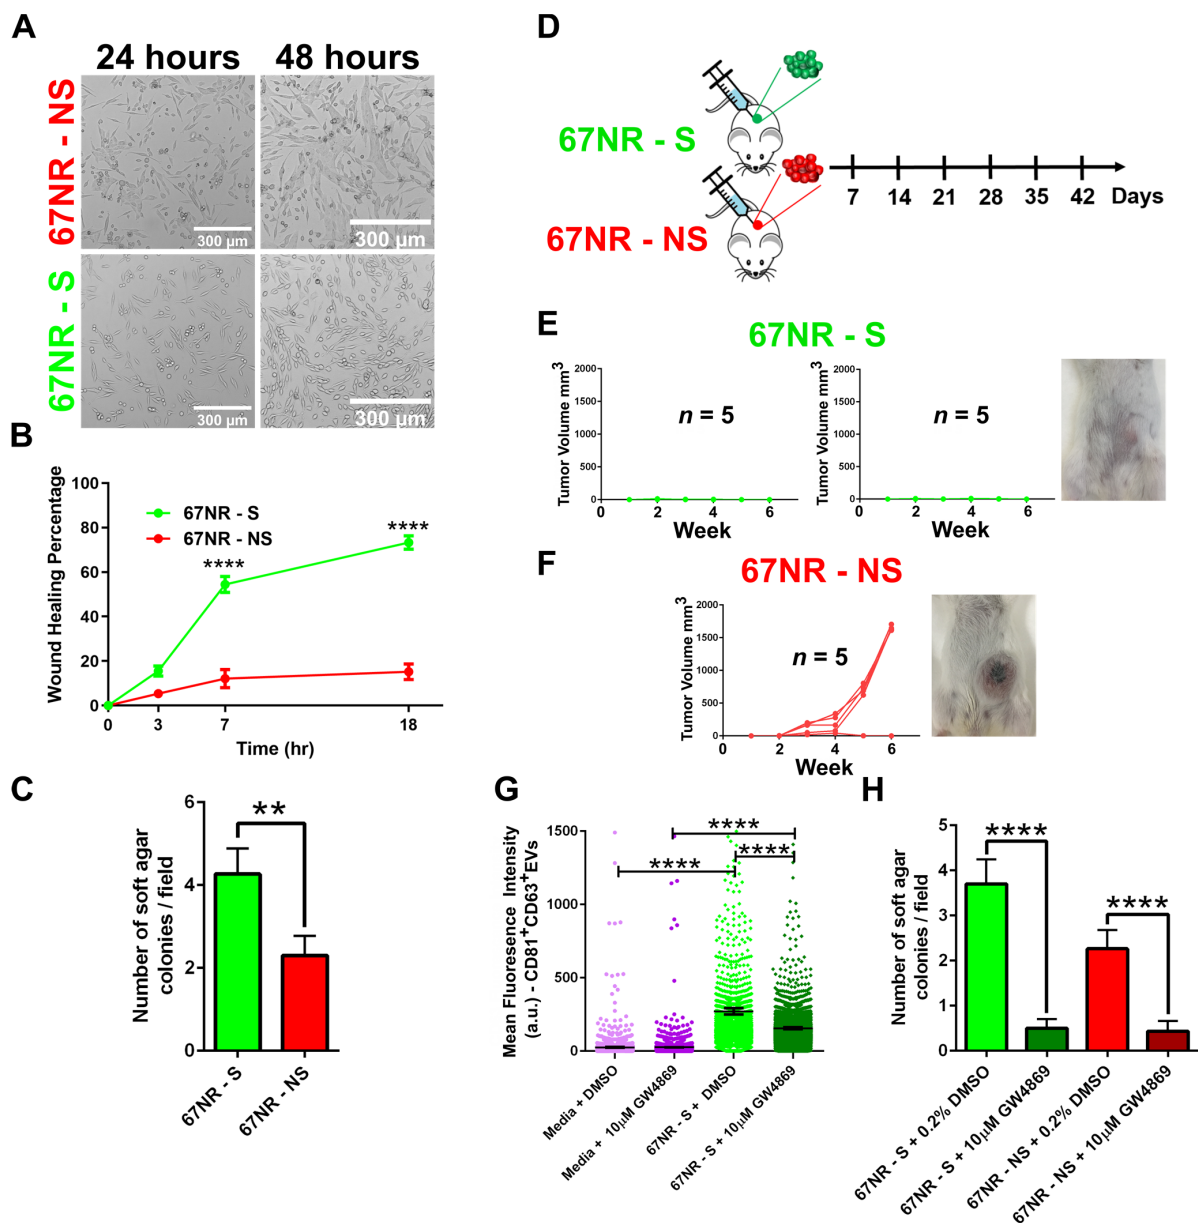 A
24 hours
48 hours
67NR - NS
300 µm
300 µm
67NR - S
300 µm
300 µm
B
Wound Healing Percentage
100
80
60
40
20
0
67NR - S
67NR - NS
****
****
0
3
7
18
Time (hr)
C
Number of soft agar
colonies / field
6
4
2
0
**
67NR - S
67NR - NS
D
67NR - S
67NR - NS
7
14
21
28
35
42
Days
E
67NR - S
Tumor Volume mm³
2000
1500
1000
500
0
n = 5
0
2
4
6
Week
Tumor Volume mm³
2000
1500
1000
500
0
n = 5
0
2
4
6
Week
F
67NR - NS
Tumor Volume mm³
2000
1500
1000
500
0
n = 5
0
2
4
6
Week
G
Mean Fluoresence Intensity
(a.u.) - CD81⁺CD63⁺EVs
1500
1000
500
0
****
****
****
Media + DMSO
Media + 10µM GW4869
67NR - S + DMSO
67NR - S + 10µM GW4869
H
Number of soft agar
colonies / field
5
4
3
2
1
0
****
****
67NR - S + 0.2% DMSO
67NR - S + 10µM GW4869
67NR - NS + 0.2% DMSO
67NR - NS + 10µM GW4869